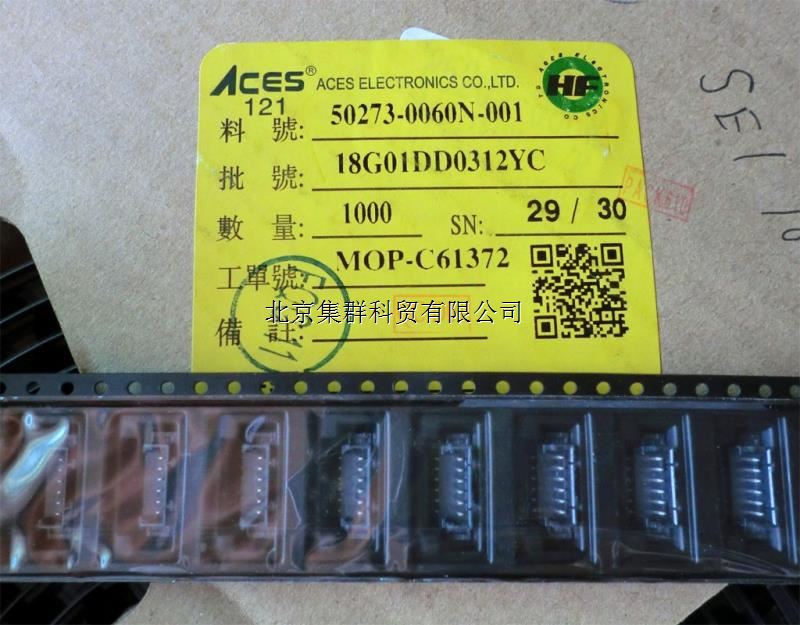 ACES® ACES ELECTRONICS CO.,LTD.
HF
121
料 號: 50273-0060N-001
批 號: 18G01DD0312YC
數 量: 1000 SN: 29 / 30
工單號: MOP-C61372
北京集群科贸有限公司
備 註: